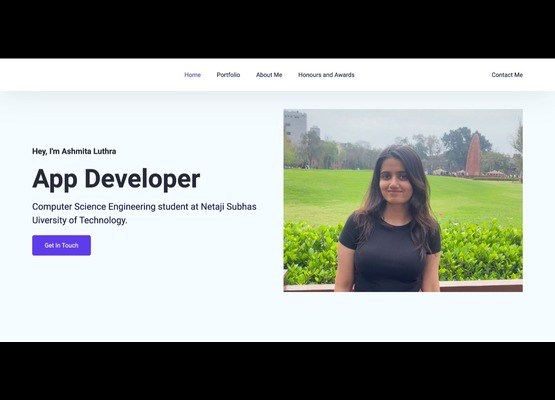 Home Portfolio About Me Honours and Awards Contact Me
Hey, I'm Ashmita Luthra
App Developer
Computer Science Engineering student at Netaji Subhas
Uiversity of Technology.
Get In Touch